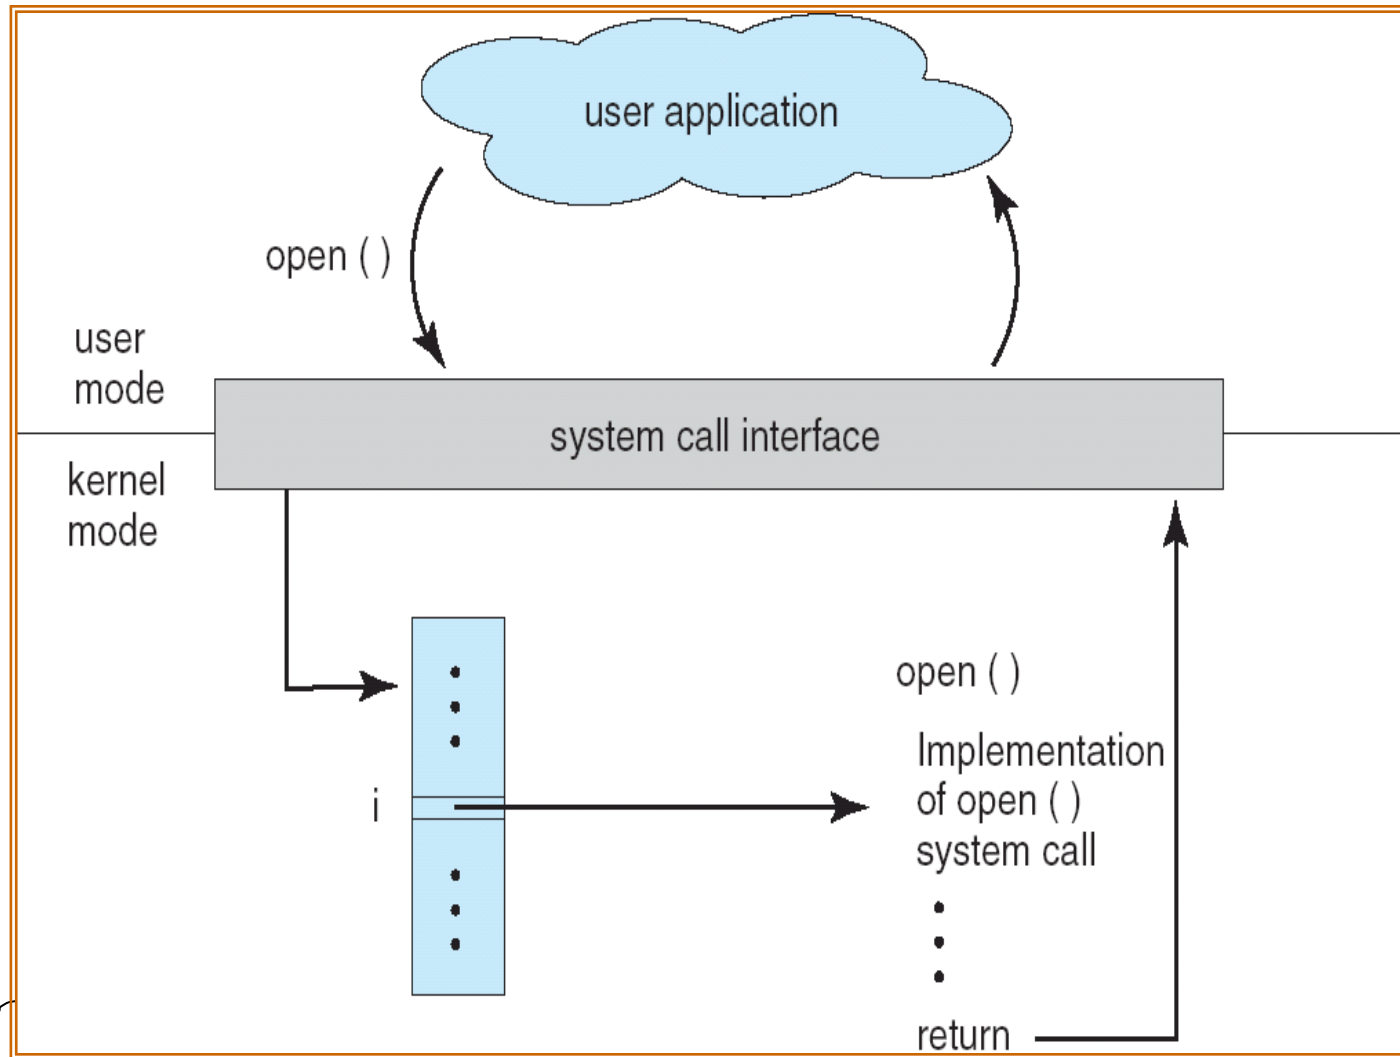 user application
open ( )
user
mode
system call interface
kernel
mode
open ( )
Implementation
of open ( )
system call
i
return